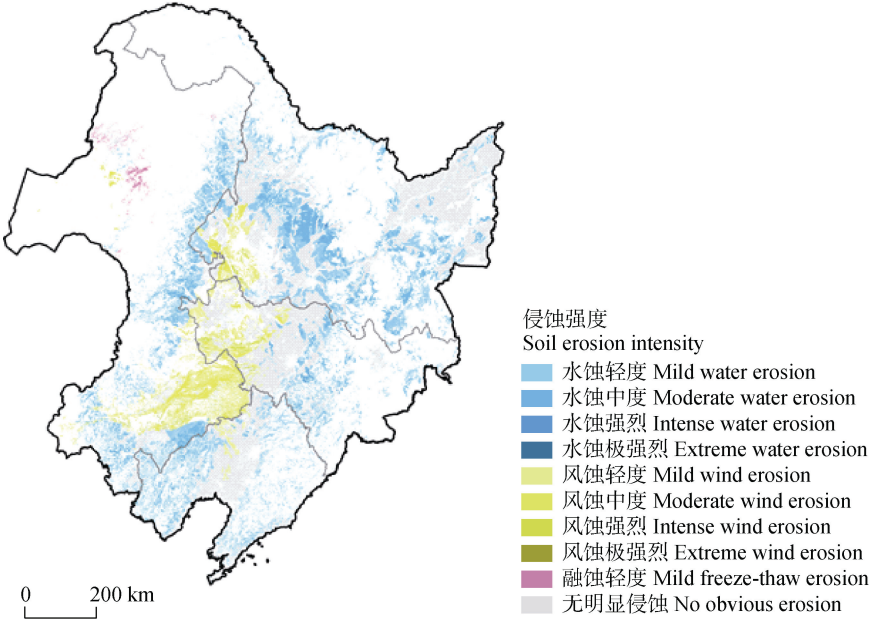 侵蚀强度
Soil erosion intensity
水蚀轻度 Mild water erosion
水蚀中度 Moderate water erosion
水蚀强烈 Intense water erosion
水蚀极强烈 Extreme water erosion
风蚀轻度 Mild wind erosion
风蚀中度 Moderate wind erosion
风蚀强烈 Intense wind erosion
风蚀极强烈 Extreme wind erosion
融蚀轻度 Mild freeze-thaw erosion
无明显侵蚀 No obvious erosion
0 200 km